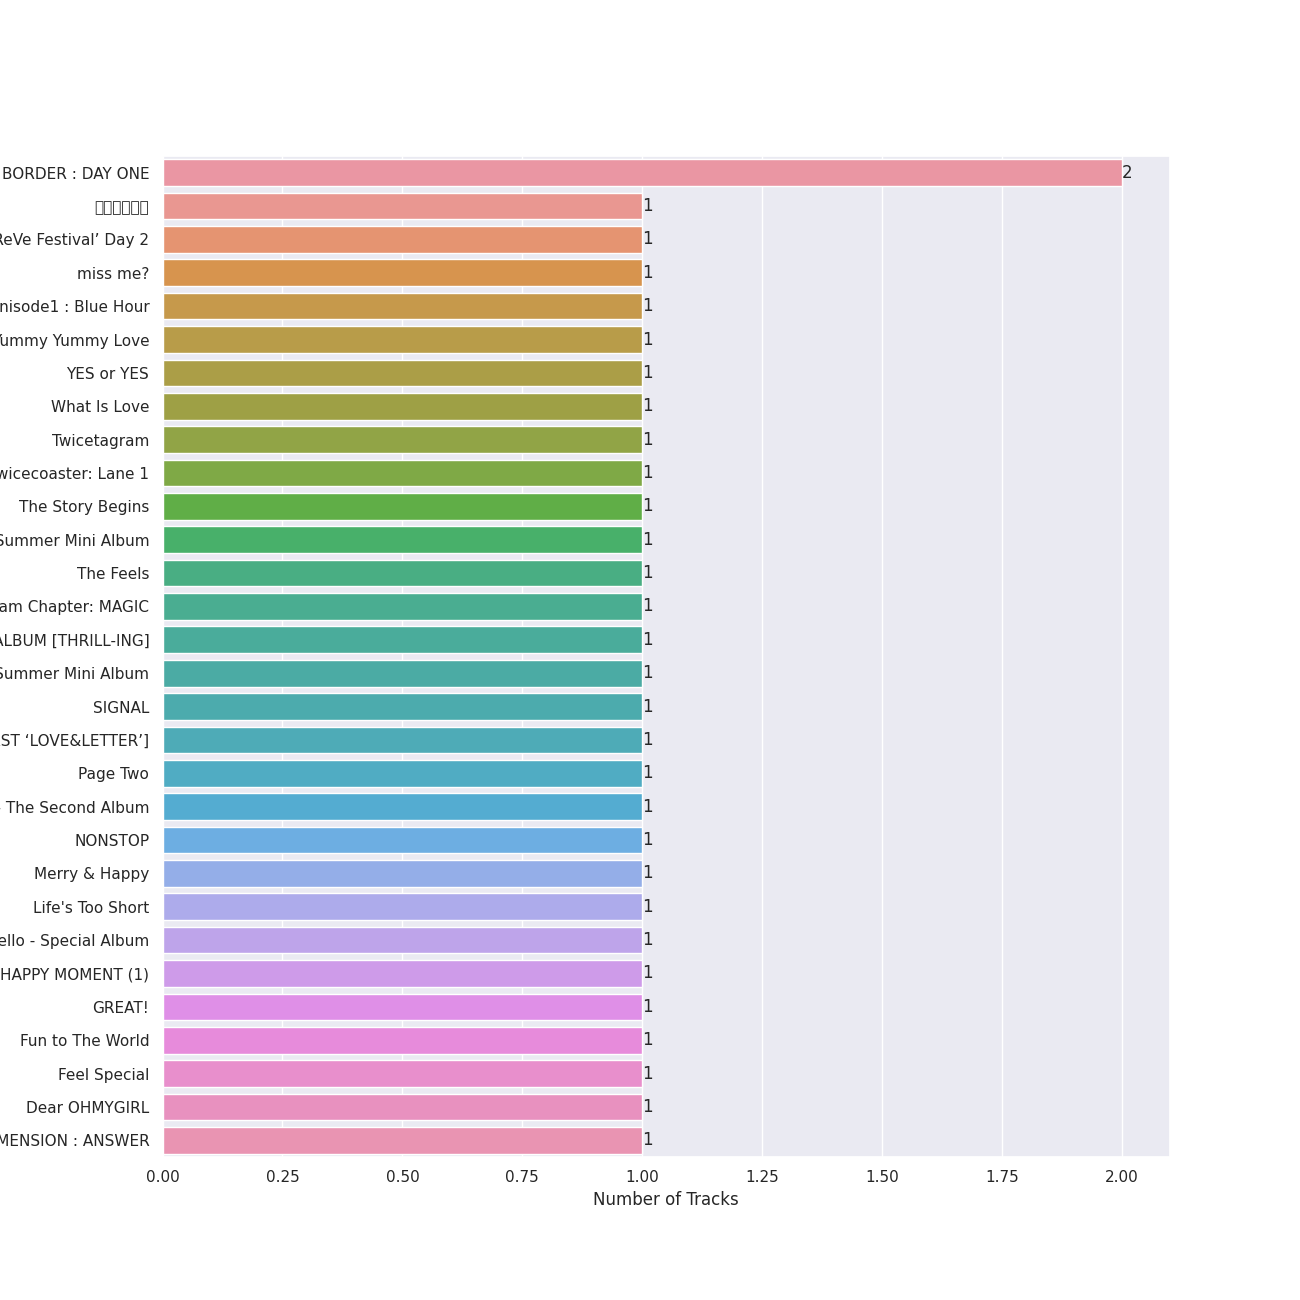 BORDER : DAY ONE 2
1
ReVe Festival’ Day 2 1
miss me? 1
nisode1 : Blue Hour 1
Yummy Yummy Love 1
YES or YES 1
What Is Love 1
Twicetagram 1
wicecoaster: Lane 1 1
The Story Begins 1
Summer Mini Album 1
The Feels 1
am Chapter: MAGIC 1
ALBUM [THRILL-ING] 1
Summer Mini Album 1
SIGNAL 1
ST ‘LOVE&LETTER’] 1
Page Two 1
- The Second Album 1
NONSTOP 1
Merry & Happy 1
Life's Too Short 1
ello - Special Album 1
HAPPY MOMENT (1) 1
GREAT! 1
Fun to The World 1
Feel Special 1
Dear OHMYGIRL 1
MENSION : ANSWER 1
0.00 0.25 0.50 0.75 1.00 1.25 1.50 1.75 2.00
Number of Tracks